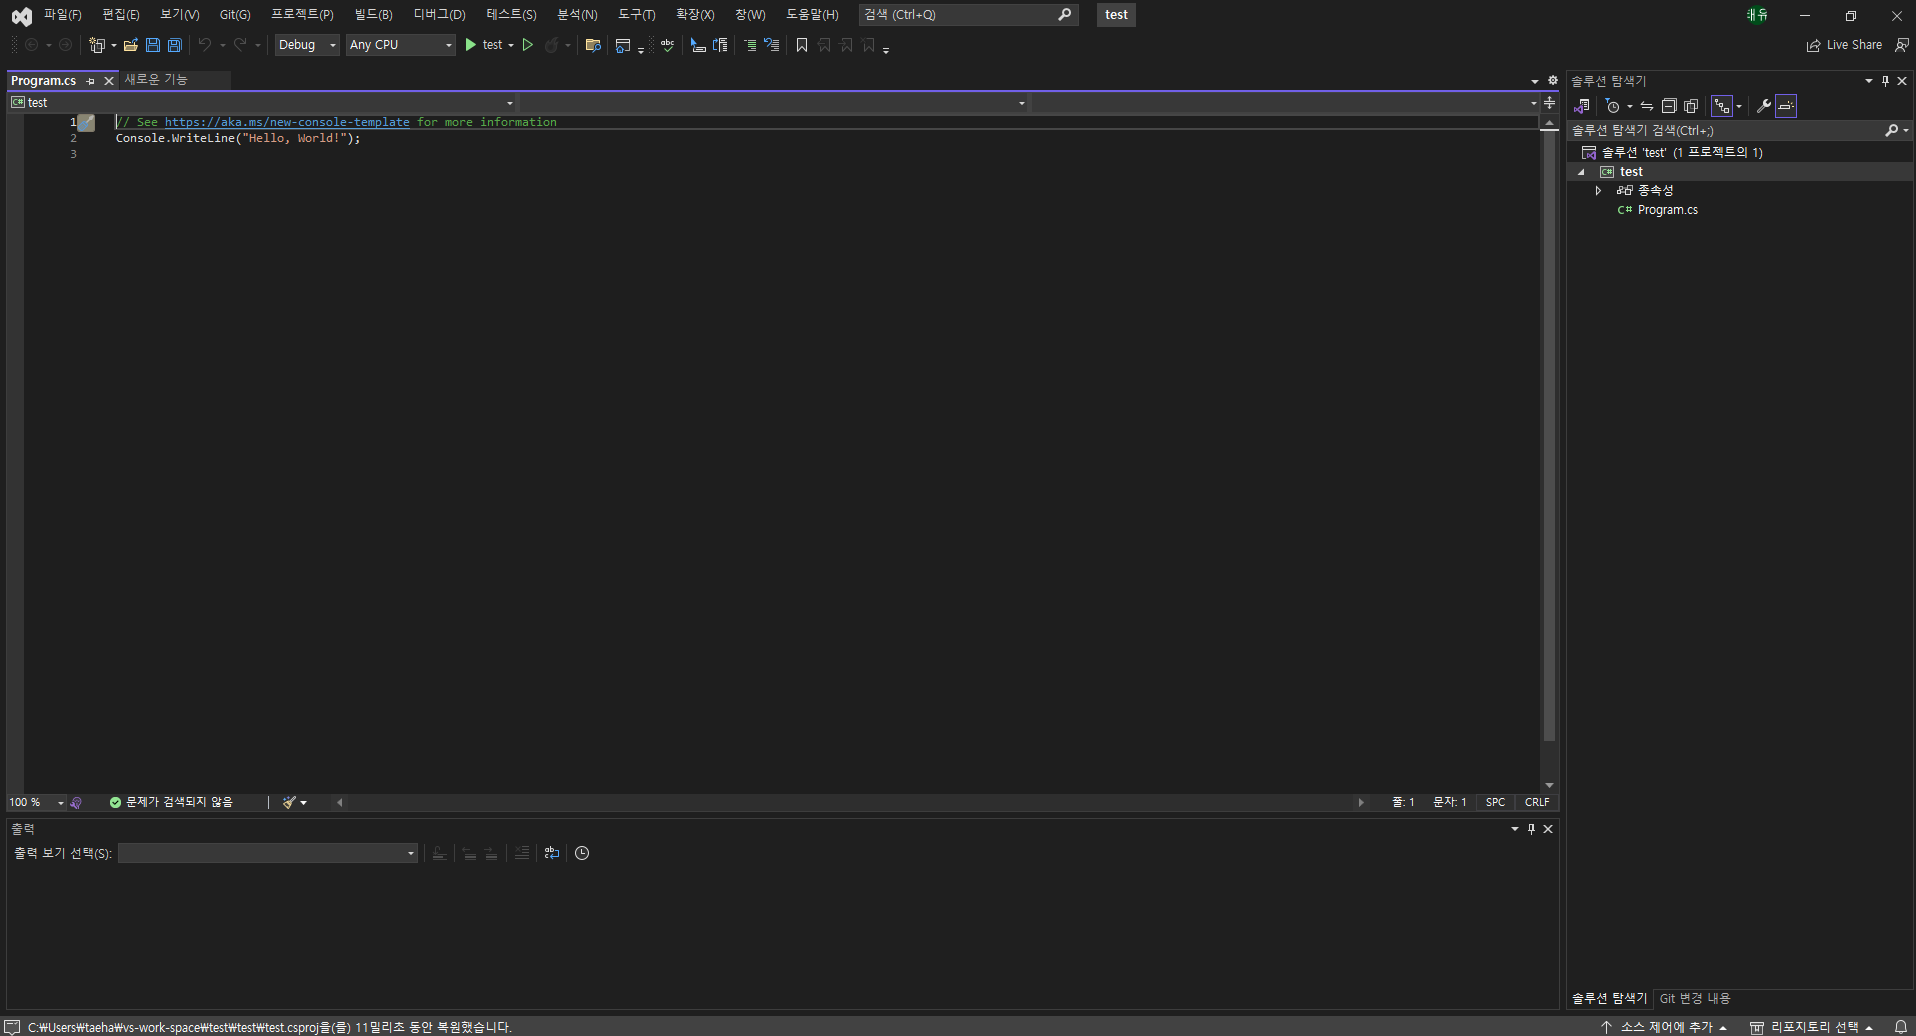 파일(F) 편집(E) 보기(V) Git(G) 프로젝트(P) 빌드(B) 디버그(D) 테스트(S) 분석(N) 도구(T) 확장(X) 창(W) 도움말(H) 검색 (Ctrl+Q) test
Debug Any CPU test Live Share
Program.cs 새로운 기능
C# test
1 // See https://aka.ms/new-console-template for more information
2 Console.WriteLine("Hello, World!");
3
100 % 문제가 검색되지 않음 줄: 1 문자: 1 SPC CRLF
출력
출력 보기 선택(S):
솔루션 탐색기
솔루션 탐색기 검색(Ctrl+;)
솔루션 'test' (1 프로젝트의 1)
C# test
종속성
C# Program.cs
솔루션 탐색기 Git 변경 내용
C:₩Users₩taeha₩vs-work-space₩test₩test₩test.csproj을(를) 11밀리초 동안 복원했습니다. 소스 제어에 추가 리포지토리 선택